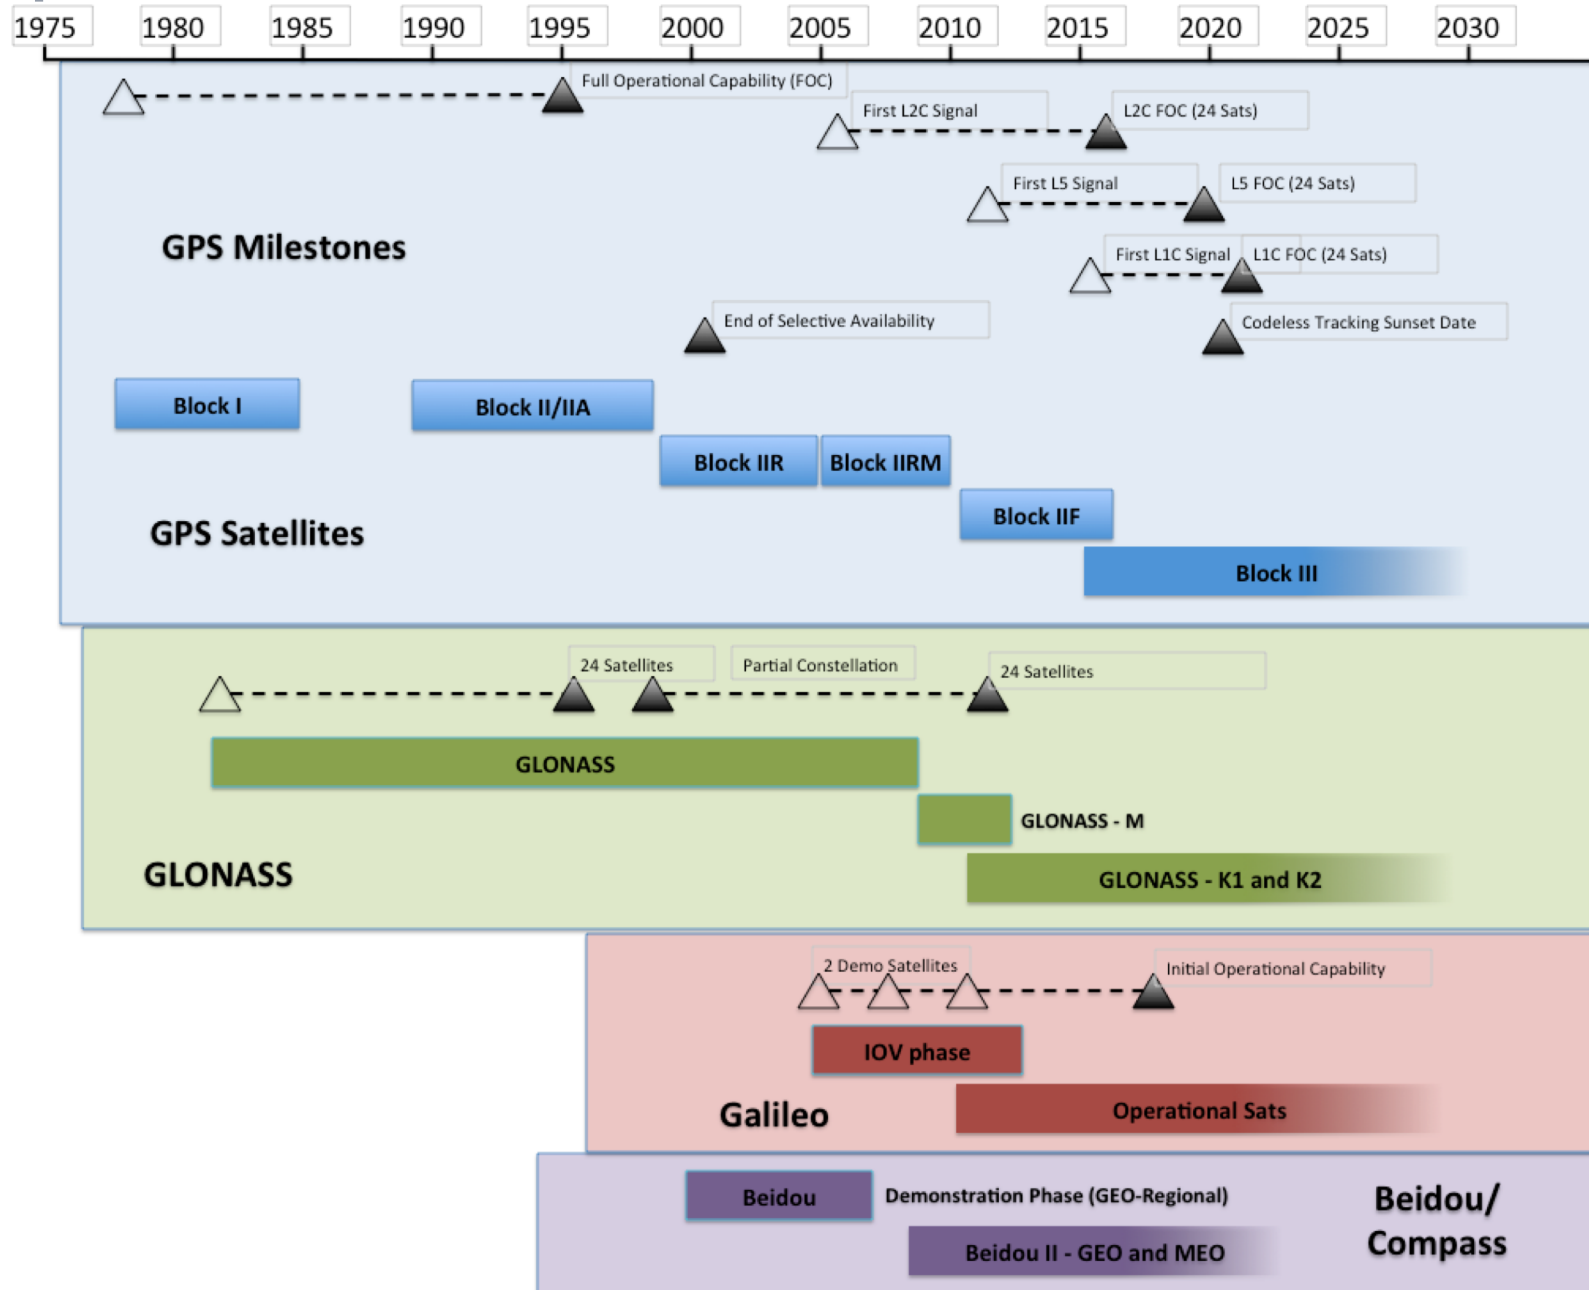 1975 1980 1985 1990 1995 2000 2005 2010 2015 2020 2025 2030
Full Operational Capability (FOC)
First L2C Signal
L2C FOC (24 Sats)
First L5 Signal
L5 FOC (24 Sats)
GPS Milestones
First L1C Signal
L1C FOC (24 Sats)
End of Selective Availability
Codeless Tracking Sunset Date
Block I
Block II/IIA
Block IIR
Block IIRM
Block IIF
GPS Satellites
Block III
24 Satellites
Partial Constellation
24 Satellites
GLONASS
GLONASS - M
GLONASS
GLONASS - K1 and K2
2 Demo Satellites
Initial Operational Capability
IOV phase
Galileo
Operational Sats
Beidou
Demonstration Phase (GEO-Regional)
Beidou/
Compass
Beidou II - GEO and MEO